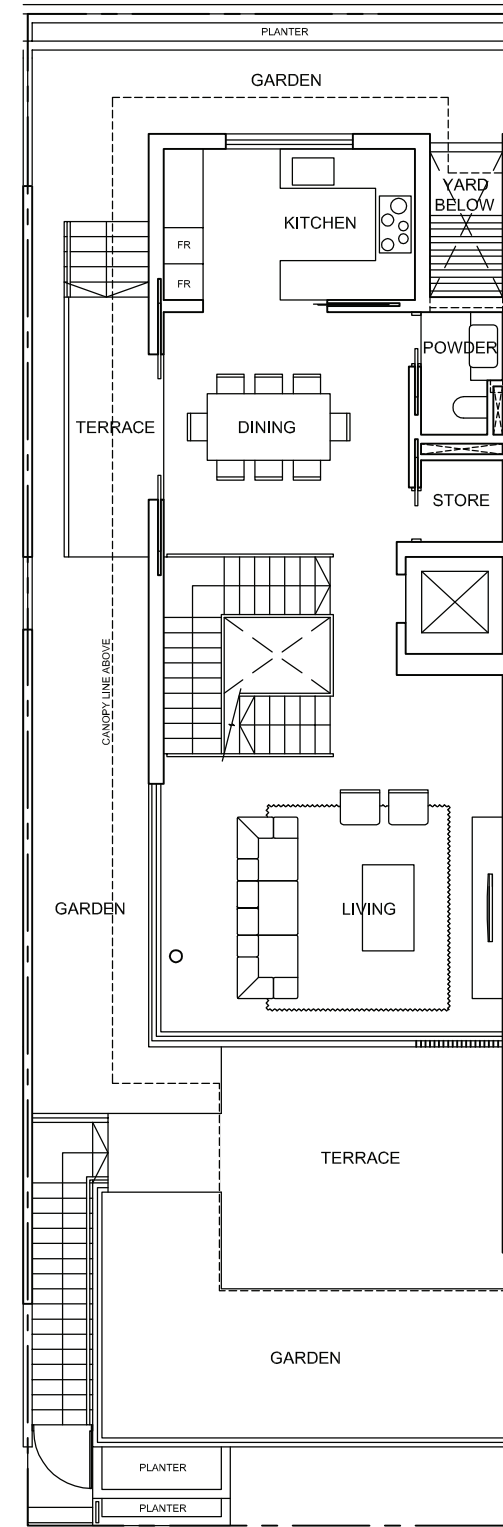 PLANTER
GARDEN
YARD
BELOW
KITCHEN
FR
FR
POWDER
TERRACE
DINING
STORE
CANOPY LINE ABOVE
GARDEN
LIVING
TERRACE
GARDEN
PLANTER
PLANTER